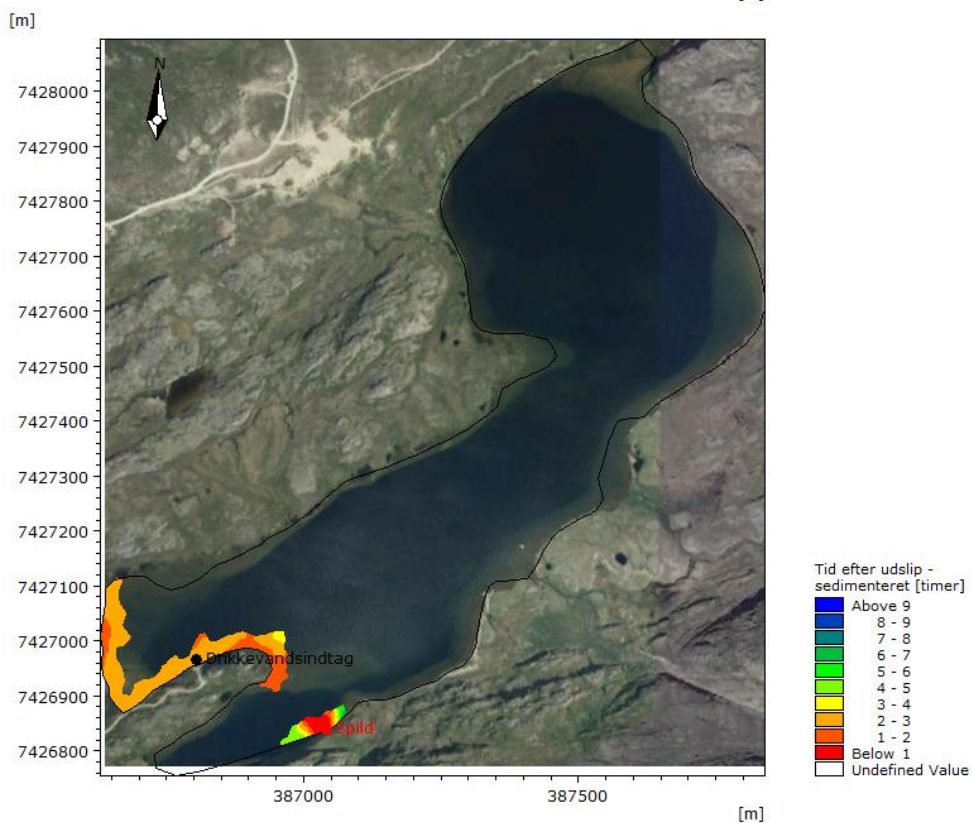 [m]
N
7428000
7427900
7427800
7427700
7427600
7427500
7427400
7427300
7427200
7427100
7427000
7426900
7426800
Drikkevandsindtag
Spild
387000
387500
[m]
Tid efter udslip -
sedimenteret [timer]
Above 9
8 - 9
7 - 8
6 - 7
5 - 6
4 - 5
3 - 4
2 - 3
1 - 2
Below 1
Undefined Value